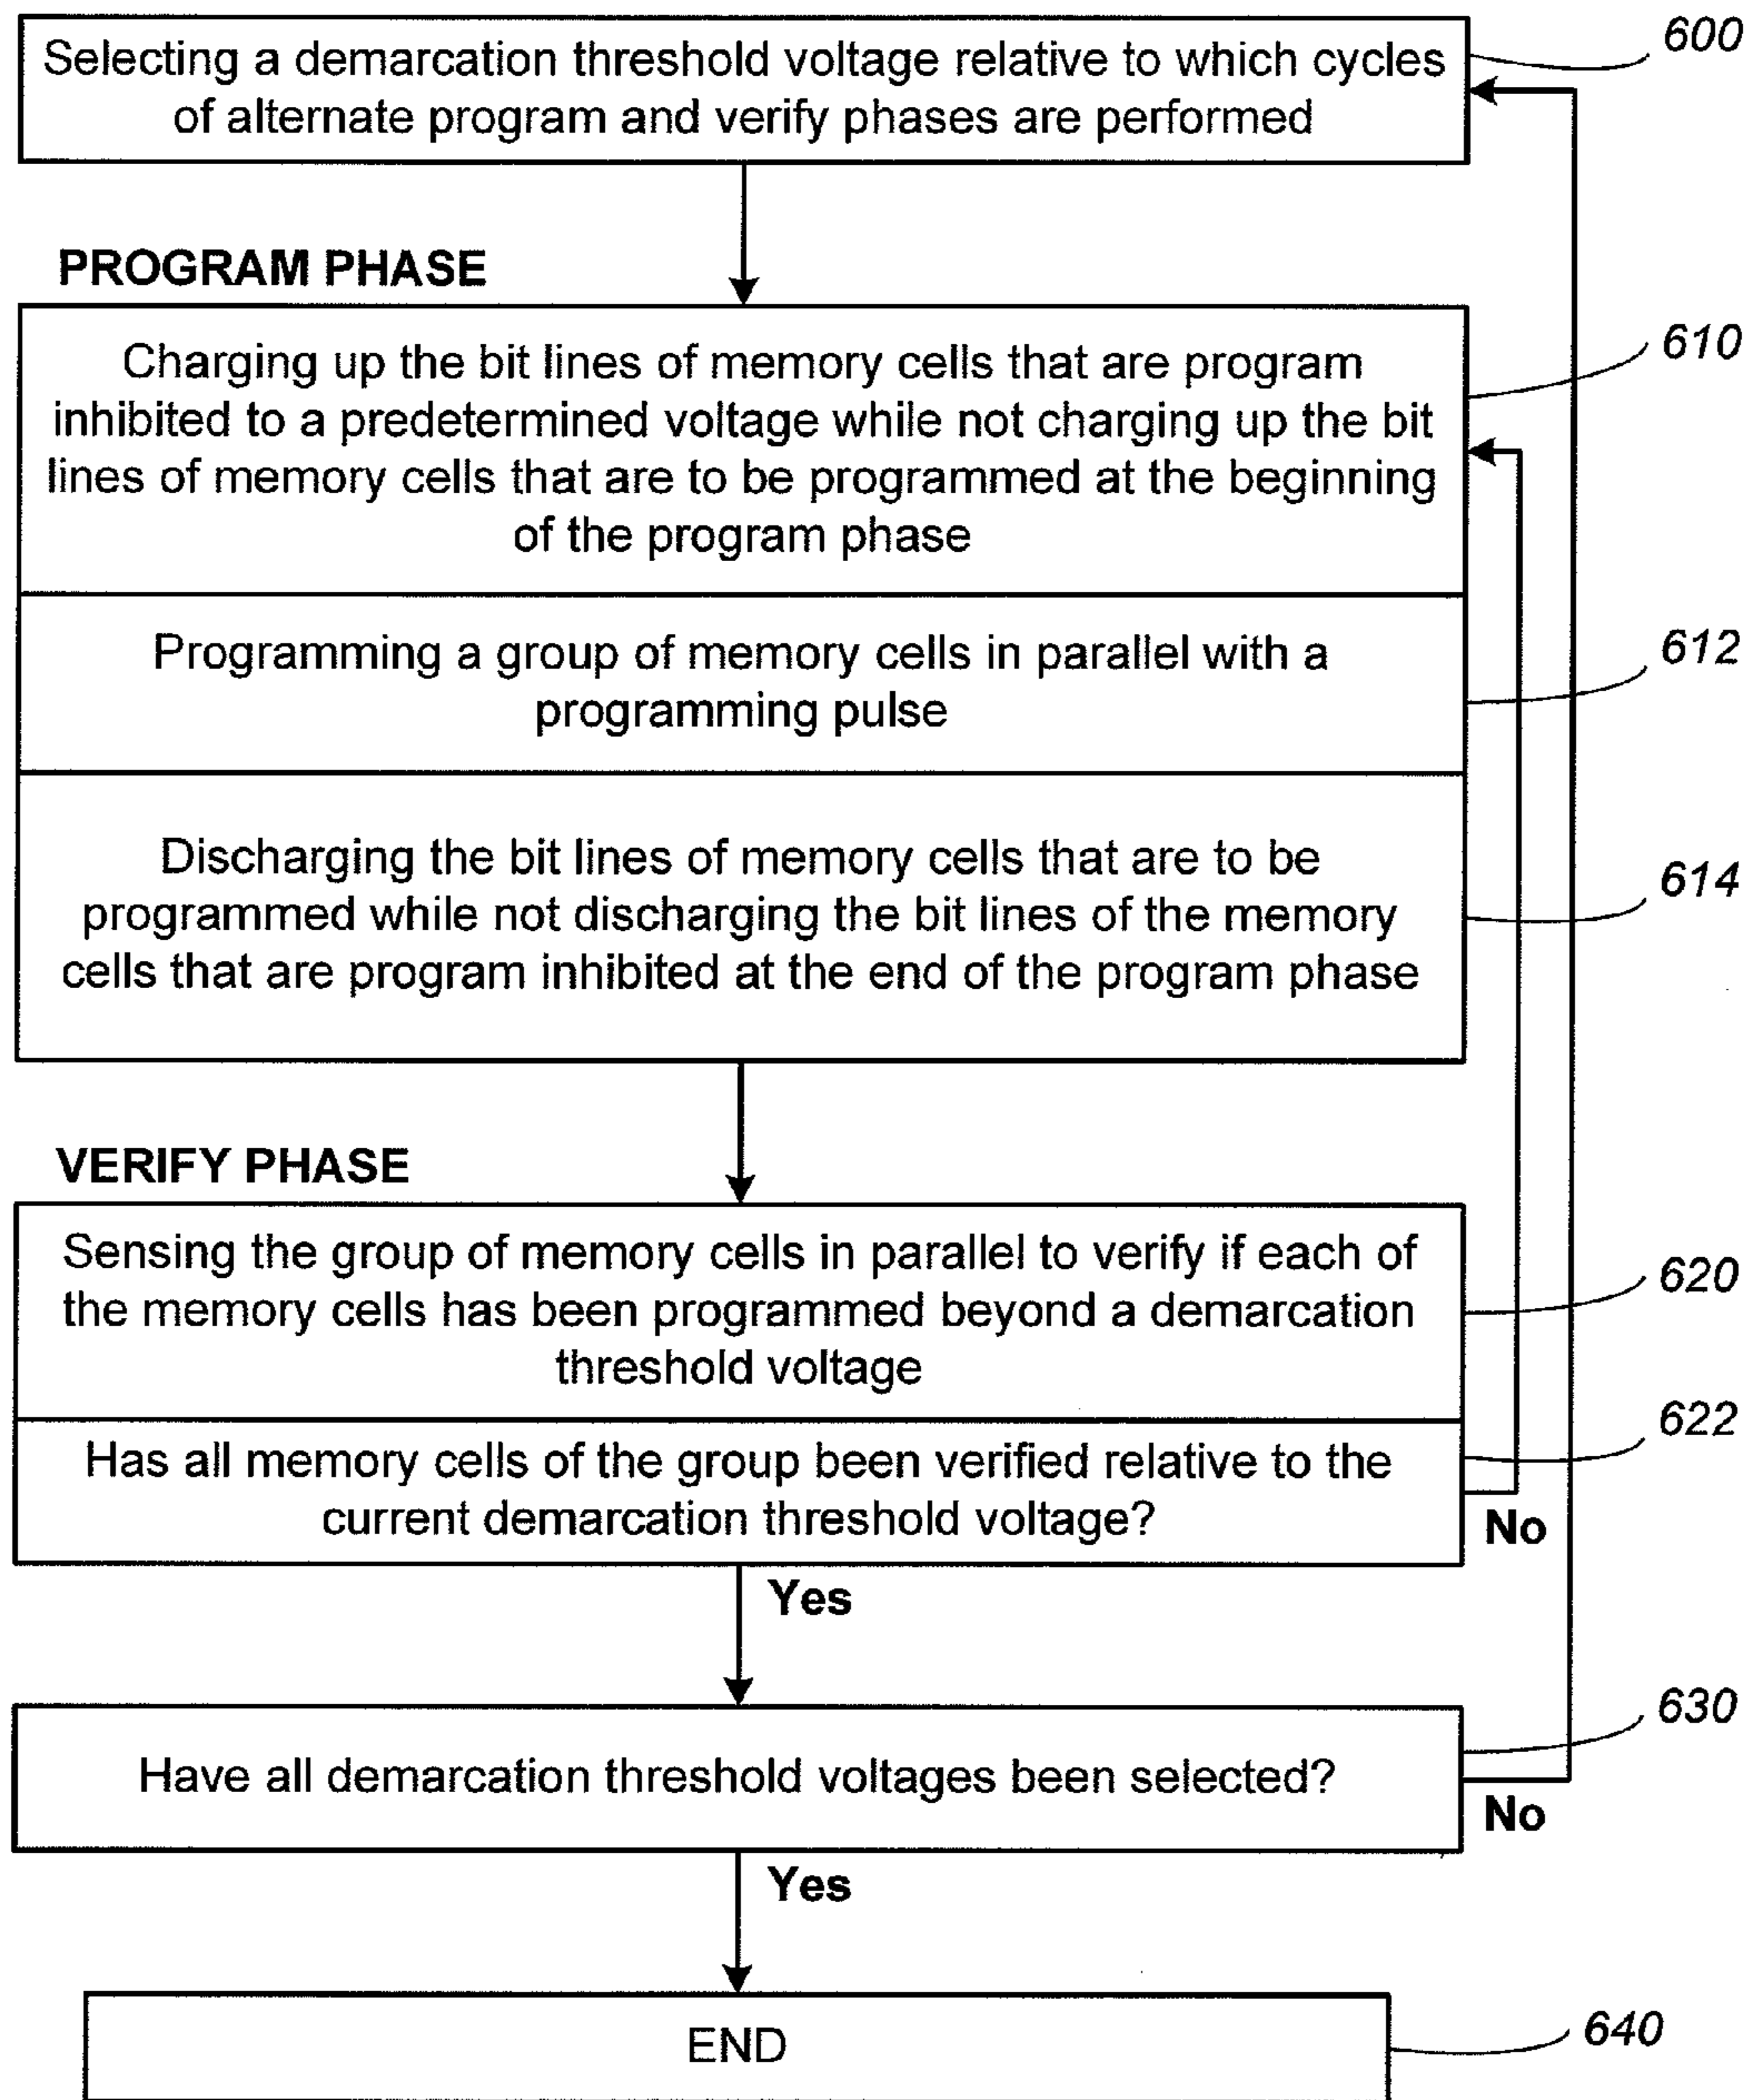 Selecting a demarcation threshold voltage relative to which cycles
of alternate program and verify phases are performed
600
PROGRAM PHASE
Charging up the bit lines of memory cells that are program
inhibited to a predetermined voltage while not charging up the bit
lines of memory cells that are to be programmed at the beginning
of the program phase
610
Programming a group of memory cells in parallel with a
programming pulse
612
Discharging the bit lines of memory cells that are to be
programmed while not discharging the bit lines of the memory
cells that are program inhibited at the end of the program phase
614
VERIFY PHASE
Sensing the group of memory cells in parallel to verify if each of
the memory cells has been programmed beyond a demarcation
threshold voltage
620
Has all memory cells of the group been verified relative to the
current demarcation threshold voltage?
622
No
Yes
Have all demarcation threshold voltages been selected?
630
No
Yes
END
640